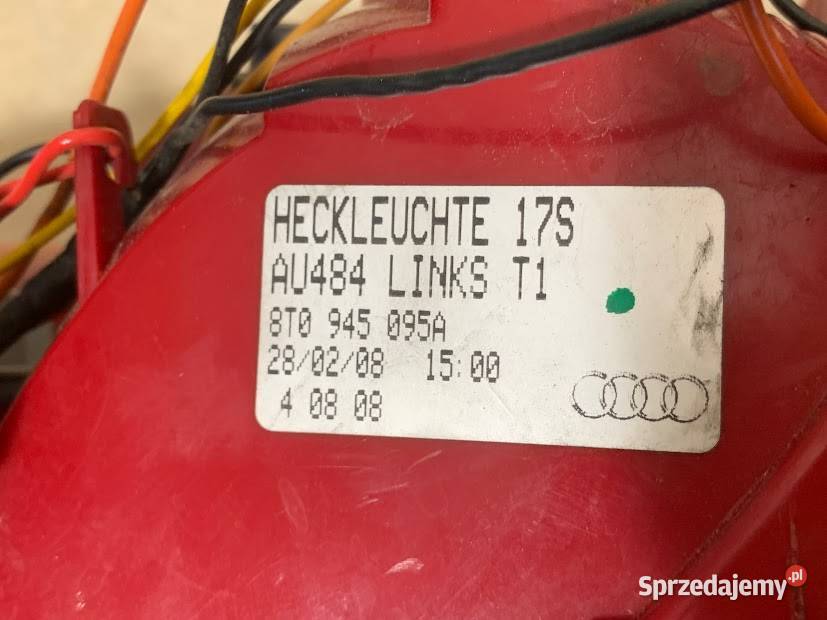 HECKLEUCHTE 17S
AU484 LINKS T1
8T0 945 095A
28/02/08 15:00
4 08 08
Sprzedajemy.pl